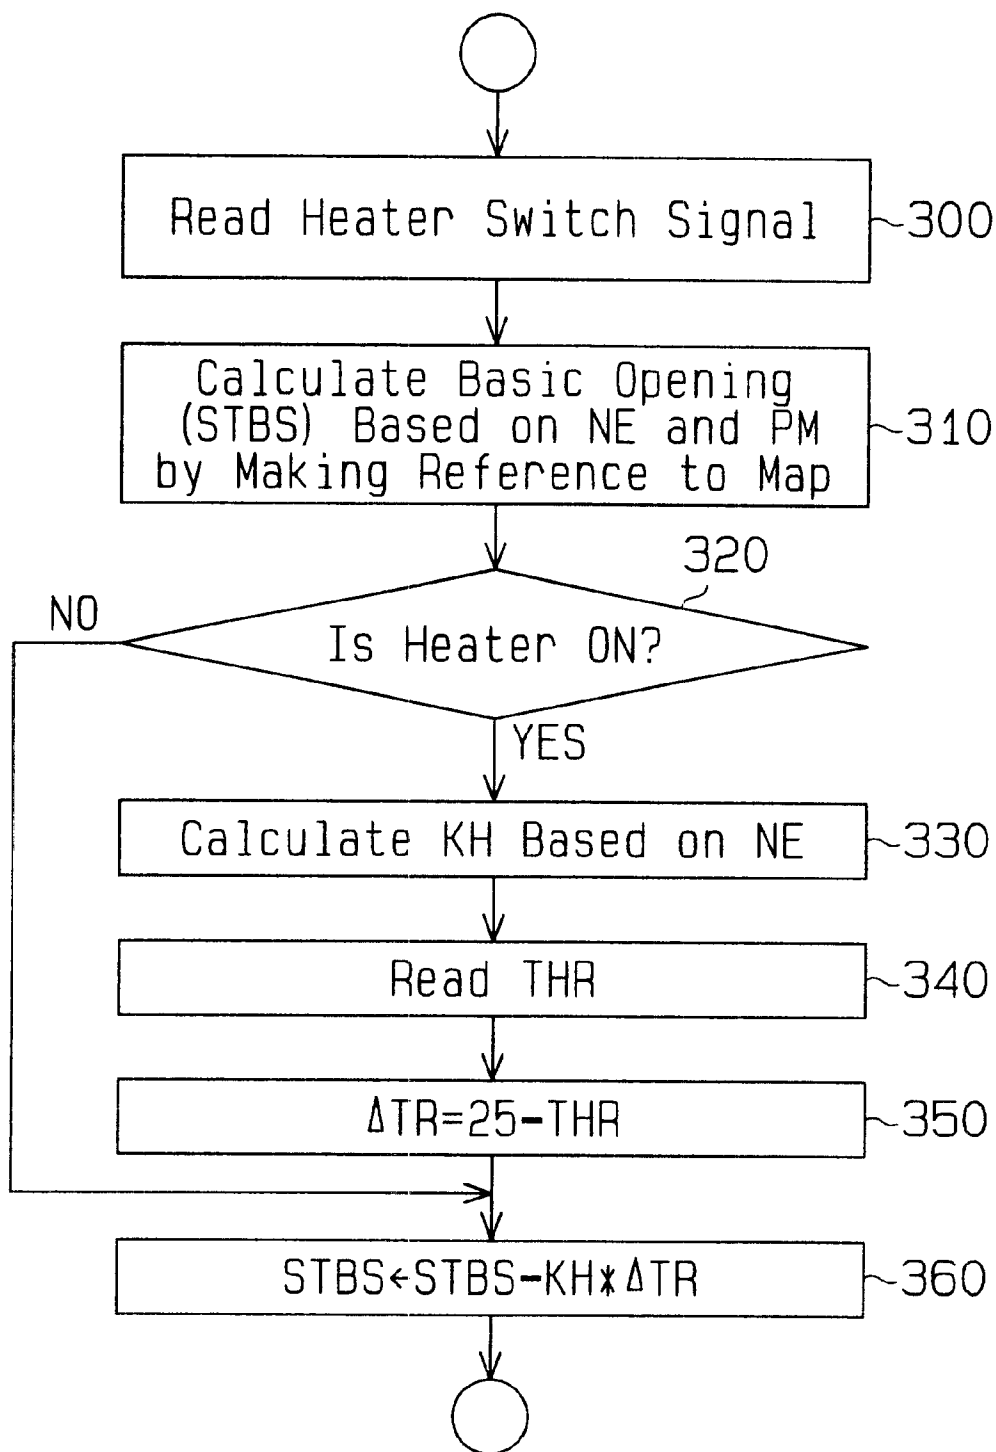 Read Heater Switch Signal
300
Calculate Basic Opening
(STBS) Based on NE and PM
by Making Reference to Map
310
320
NO
Is Heater ON?
YES
Calculate KH Based on NE
330
Read THR
340
ΔTR=25-THR
350
STBS←STBS-KH*ΔTR
360